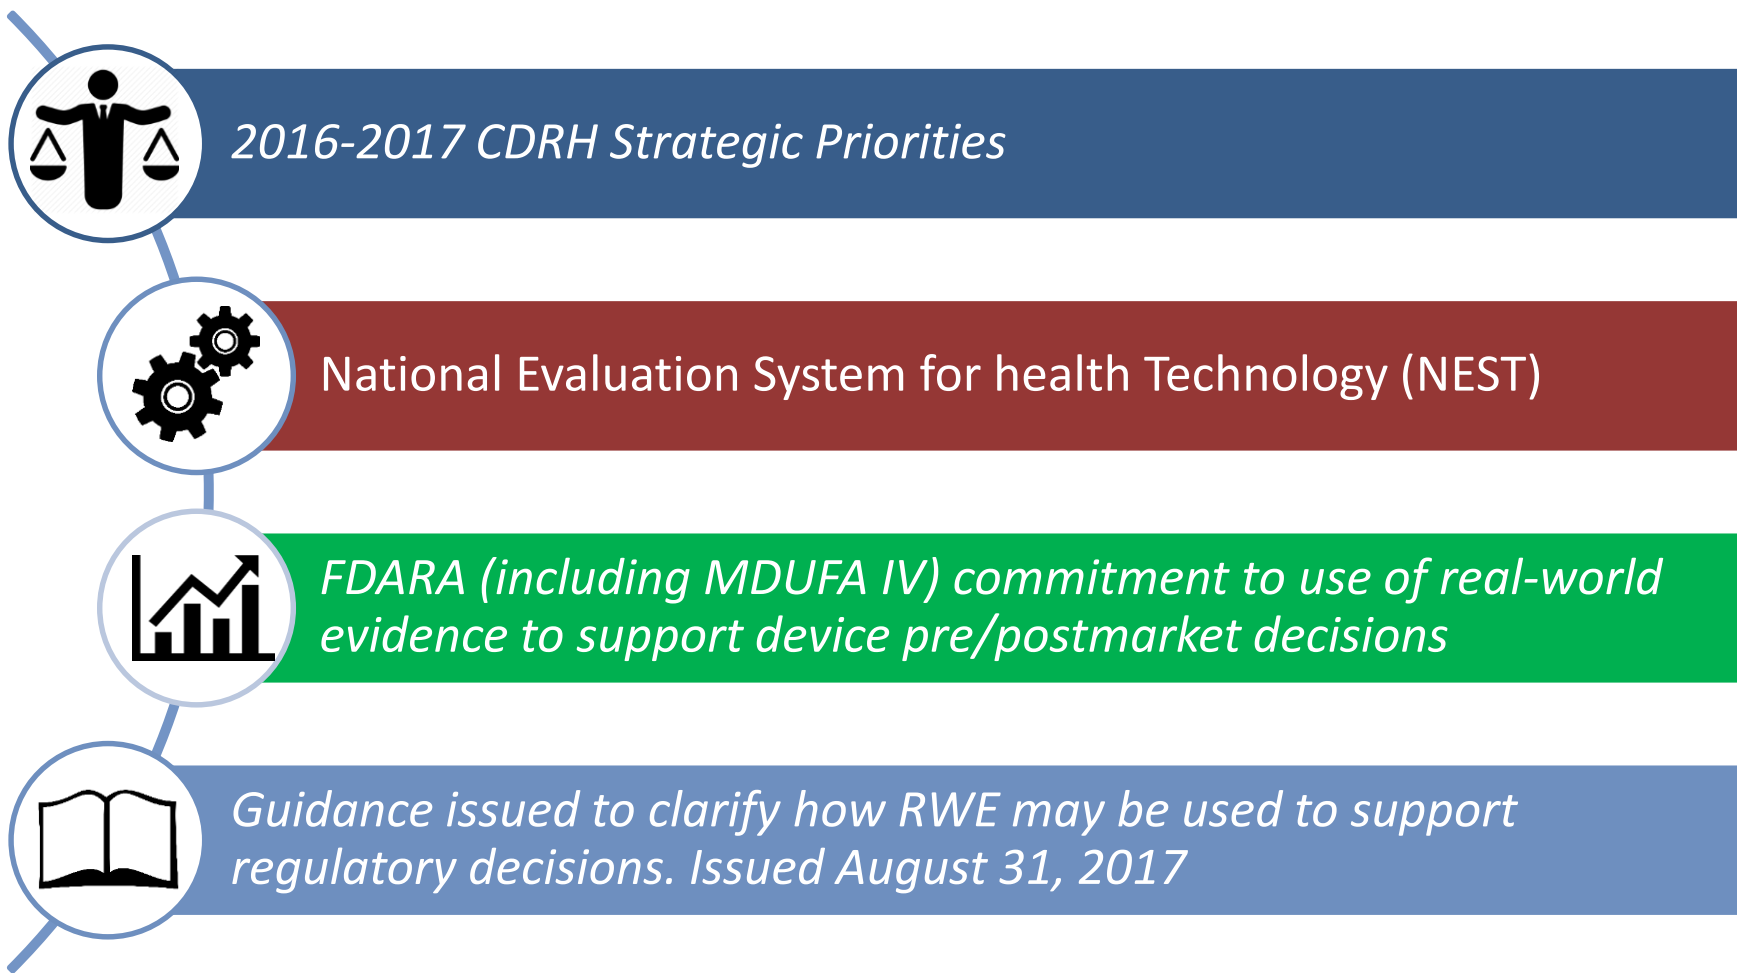 2016-2017 CDRH Strategic Priorities
National Evaluation System for health Technology (NEST)
FDARA (including MDUFA IV) commitment to use of real-world
evidence to support device pre/postmarket decisions
Guidance issued to clarify how RWE may be used to support
regulatory decisions. Issued August 31, 2017